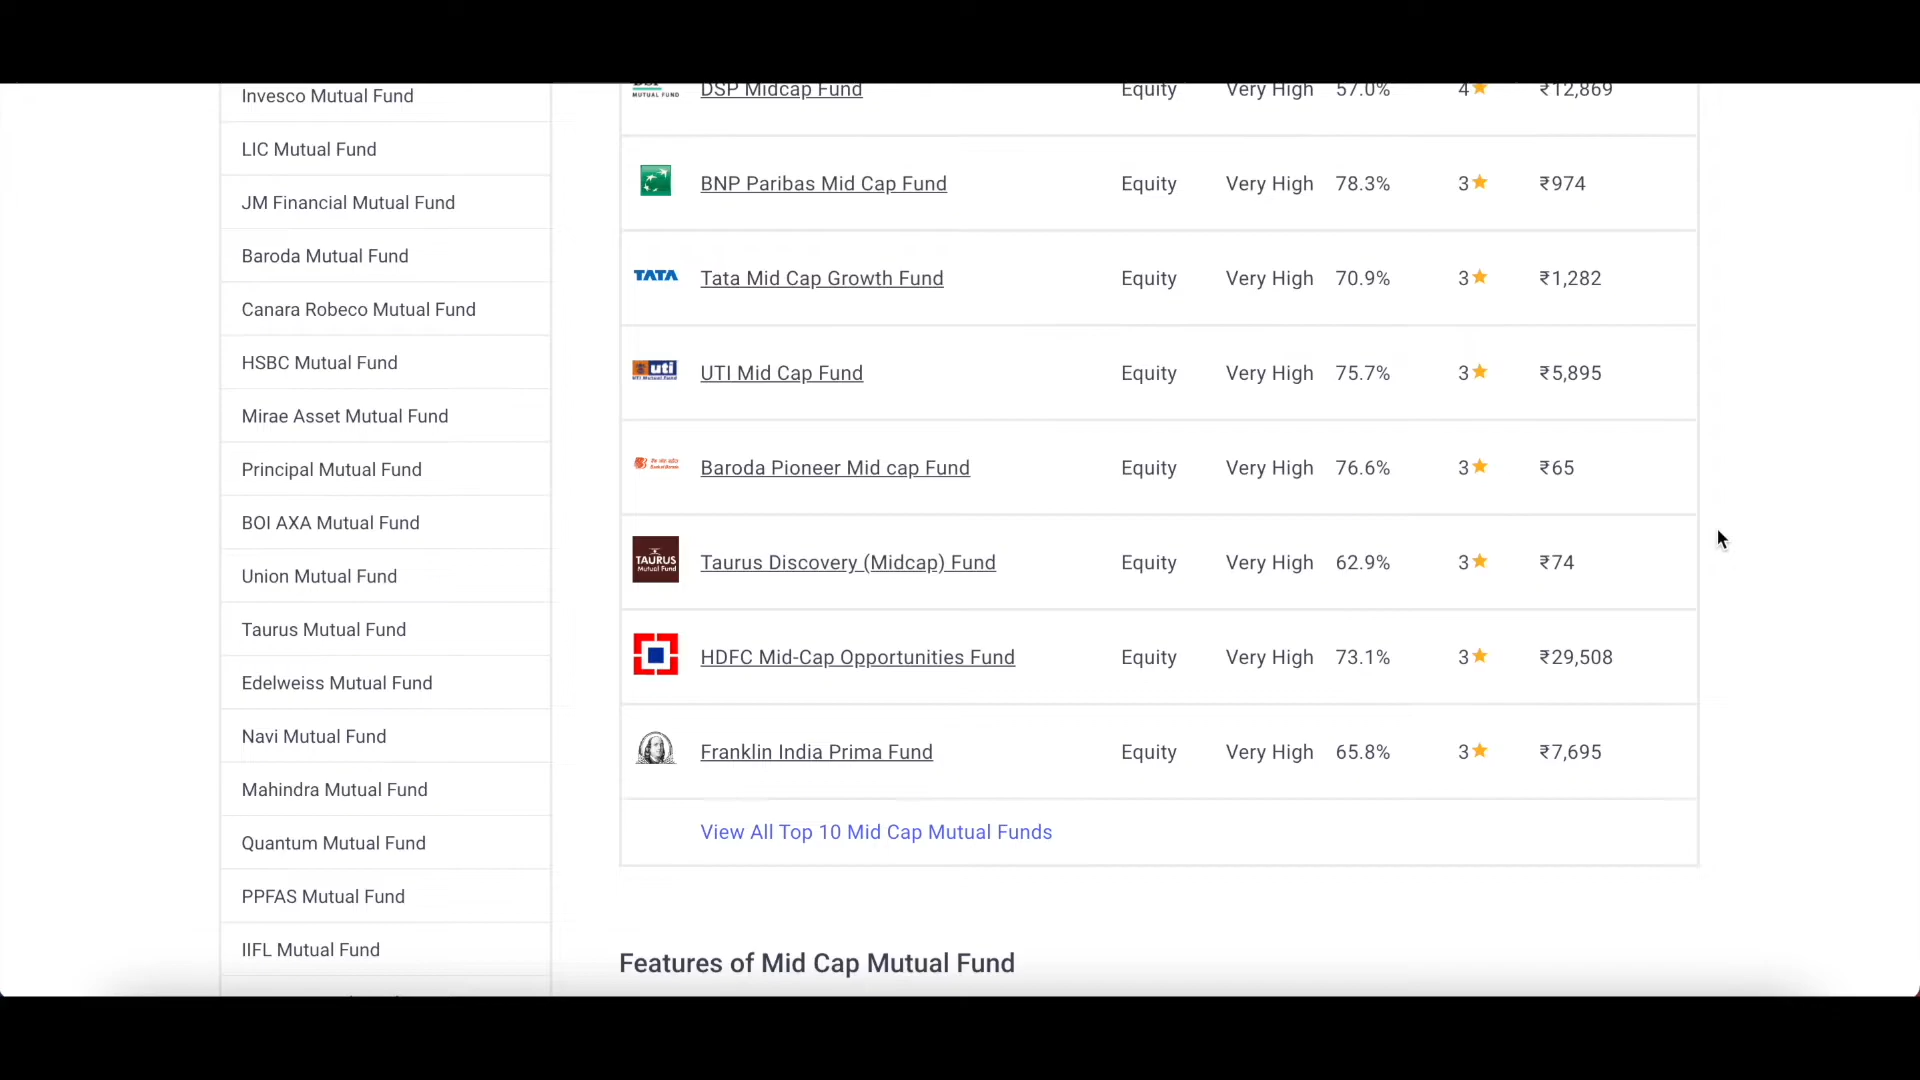 Invesco Mutual Fund
LIC Mutual Fund
JM Financial Mutual Fund
Baroda Mutual Fund
Canara Robeco Mutual Fund
HSBC Mutual Fund
Mirae Asset Mutual Fund
Principal Mutual Fund
BOI AXA Mutual Fund
Union Mutual Fund
Taurus Mutual Fund
Edelweiss Mutual Fund
Navi Mutual Fund
Mahindra Mutual Fund
Quantum Mutual Fund
PPFAS Mutual Fund
IIFL Mutual Fund
MUTUAL FUND DSP Midcap Fund Equity Very High 57.0% 4★ ₹12,869
BNP Paribas Mid Cap Fund Equity Very High 78.3% 3★ ₹974
TATA Tata Mid Cap Growth Fund Equity Very High 70.9% 3★ ₹1,282
uti UTI Mutual Fund UTI Mid Cap Fund Equity Very High 75.7% 3★ ₹5,895
Baroda Pioneer Mid cap Fund Equity Very High 76.6% 3★ ₹65
TAURUS Mutual Fund Taurus Discovery (Midcap) Fund Equity Very High 62.9% 3★ ₹74
HDFC Mid-Cap Opportunities Fund Equity Very High 73.1% 3★ ₹29,508
Franklin India Prima Fund Equity Very High 65.8% 3★ ₹7,695
View All Top 10 Mid Cap Mutual Funds
Features of Mid Cap Mutual Fund